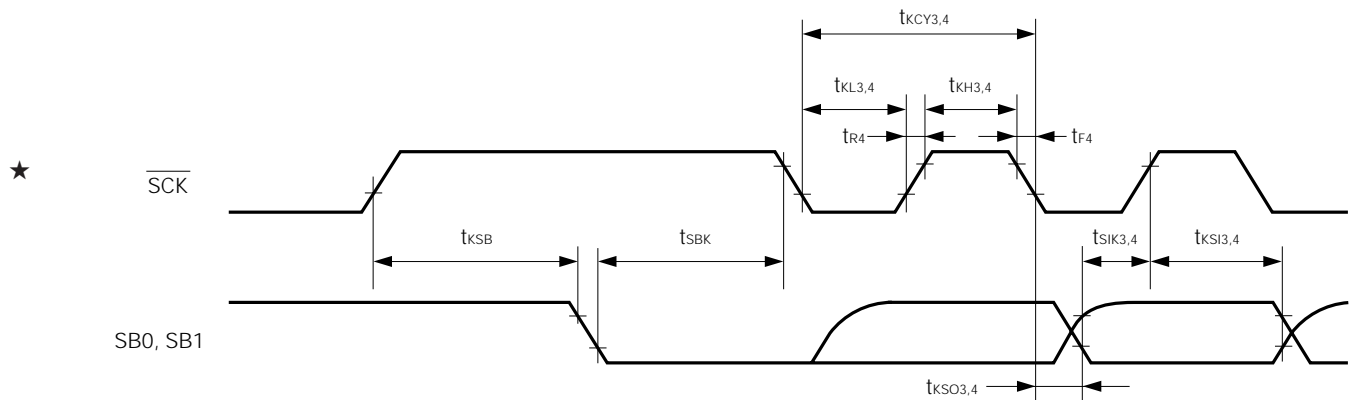 tKCY3,4
tKL3,4
tKH3,4
tR4
tF4
★
SCK
tKSB
tSBK
tSIK3,4
tKSI3,4
SB0, SB1
tKSO3,4